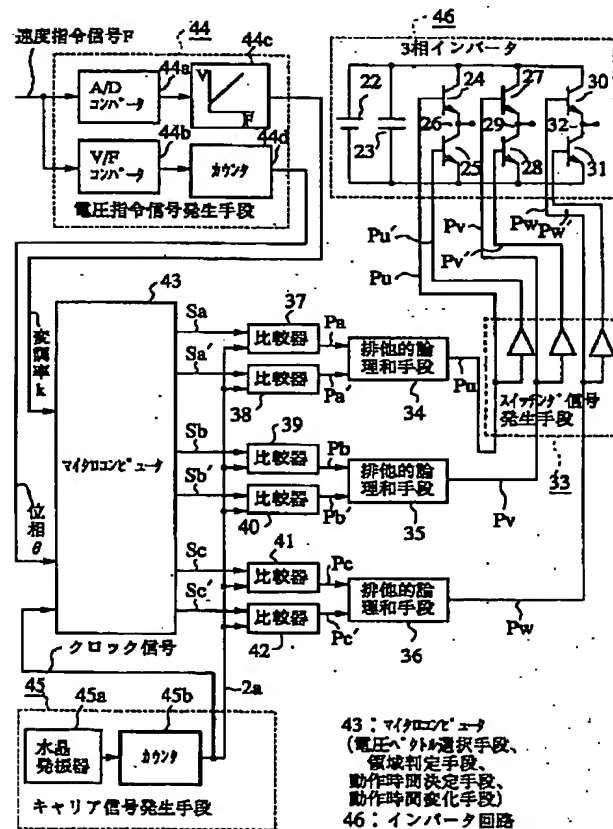 速度指令信号F
44
44a
44c
A/D
コンバータ
V
F
44b
44d
V/F
コンバータ
カウンタ
電圧指令信号発生手段
46
3相インバータ
22
23
24
27
30
26
29
32
25
28
31
Pu'
Pu
Pv
Pv'
Pw
Pw'
43
変調率k
位相θ
マイクロコンピュータ
Sa
Sa'
Sb
Sb'
Sc
Sc'
37
比較器
Pa
比較器
Pa'
38
排他的論理和手段
34
Pu
39
比較器
Pb
比較器
Pb'
40
排他的論理和手段
35
Pv
41
比較器
Pc
比較器
Pc'
42
排他的論理和手段
36
Pw
スイッチング信号
発生手段
33
クロック信号
2a
45
45a
45b
水晶
発振器
カウンタ
キャリア信号発生手段
43:マイクロコンピュータ
(電圧ベクトル選択手段、
領域判定手段、
動作時間決定手段、
動作時間変化手段)
46:インバータ回路